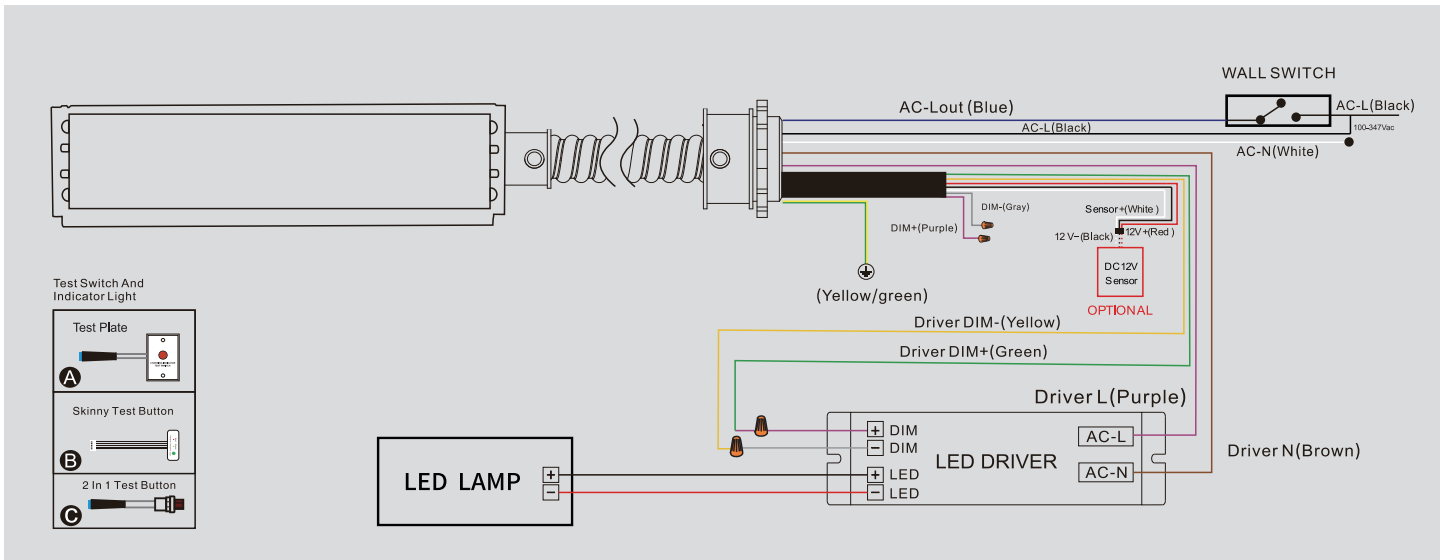 WALL SWITCH
AC-Lout (Blue)
AC-L(Black)
AC-L(Black)
100-347Vac
AC-N(White)
DIM-(Gray)
DIM+(Purple)
Sensor+(White )
12 V-(Black)
12V+(Red )
DC12V
Sensor
OPTIONAL
(Yellow/green)
Test Switch And
Indicator Light
Test Plate
A
Skinny Test Button
B
2 In 1 Test Button
C
Driver DIM-(Yellow)
Driver DIM+(Green)
Driver L(Purple)
Driver N(Brown)
+ DIM
− DIM
+ LED
− LED
LED DRIVER
AC-L
AC-N
LED LAMP
+
−